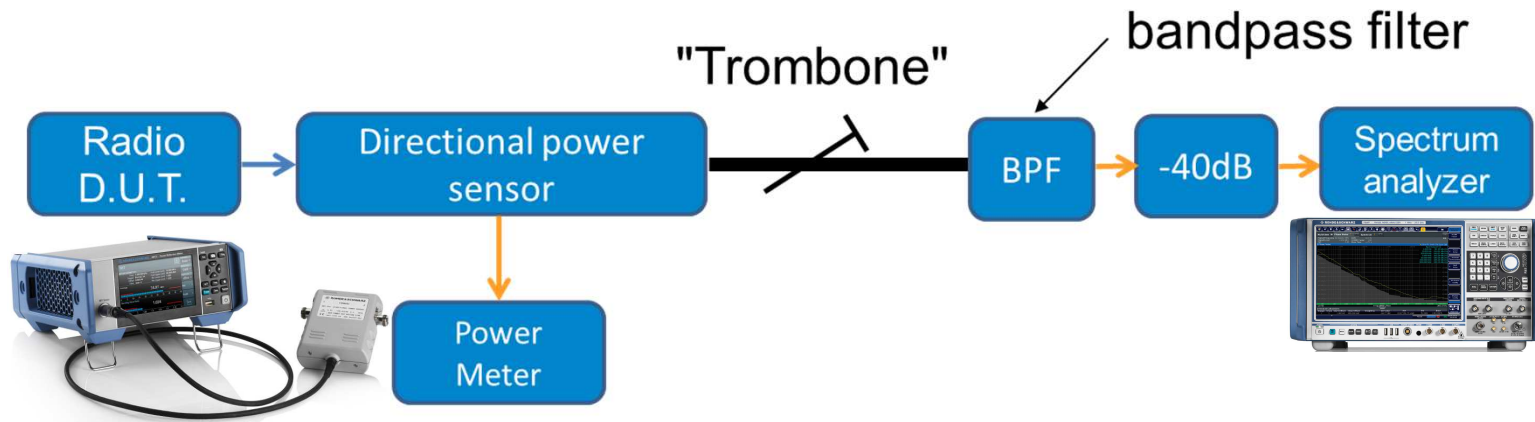 bandpass filter
"Trombone"
Radio
D.U.T.
Directional power
sensor
BPF
-40dB
Spectrum
analyzer
Power
Meter